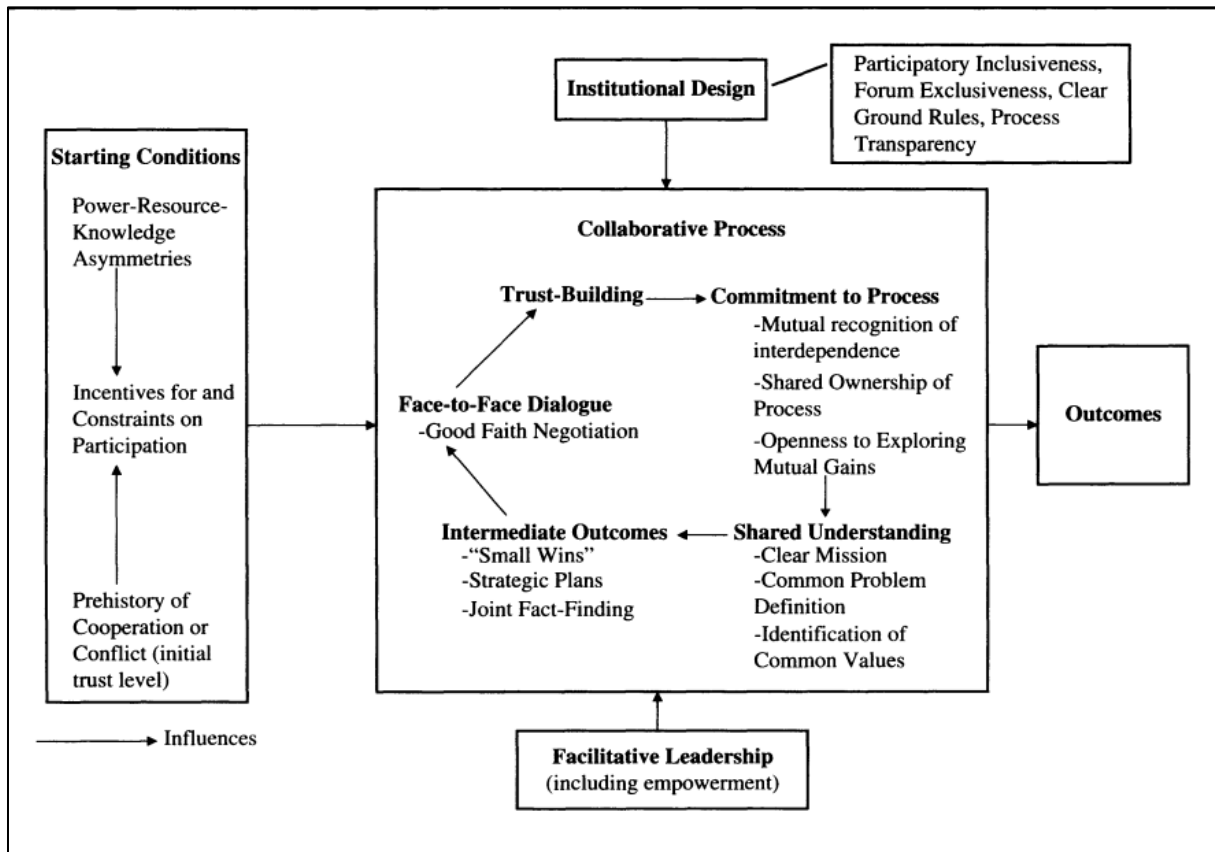 Institutional Design
Participatory Inclusiveness,
Forum Exclusiveness, Clear
Ground Rules, Process
Transparency
Starting Conditions
Power-Resource-
Knowledge
Asymmetries
Incentives for and
Constraints on
Participation
Prehistory of
Cooperation or
Conflict (initial
trust level)
Influences
Collaborative Process
Trust-Building
Commitment to Process
-Mutual recognition of
interdependence
-Shared Ownership of
Process
-Openness to Exploring
Mutual Gains
Face-to-Face Dialogue
-Good Faith Negotiation
Intermediate Outcomes
-“Small Wins”
-Strategic Plans
-Joint Fact-Finding
Shared Understanding
-Clear Mission
-Common Problem
Definition
-Identification of
Common Values
Outcomes
Facilitative Leadership
(including empowerment)